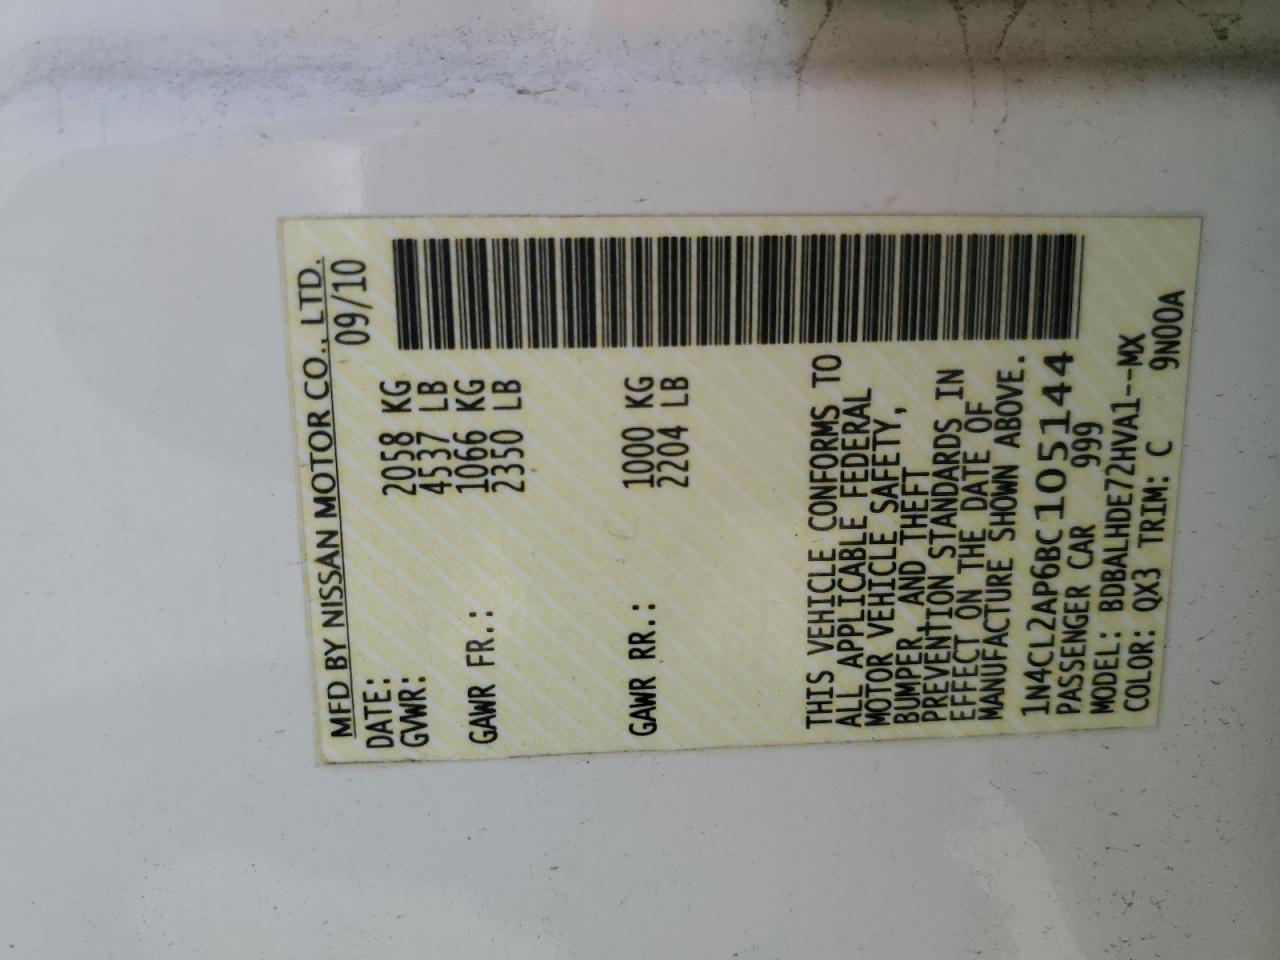 MFD BY NISSAN MOTOR CO., LTD.
DATE: 09/10
GVWR: 2058 KG
4537 LB
GAWR FR.: 1066 KG
2350 LB
GAWR RR.: 1000 KG
2204 LB
THIS VEHICLE CONFORMS TO
ALL APPLICABLE FEDERAL
MOTOR VEHICLE SAFETY,
BUMPER, AND THEFT
PREVENTION STANDARDS IN
EFFECT ON THE DATE OF
MANUFACTURE SHOWN ABOVE.
1N4CL2AP6BC105144
PASSENGER CAR 999
MODEL: BDBALHDE72HVA1--MX
COLOR: QX3 TRIM: C 9N00A